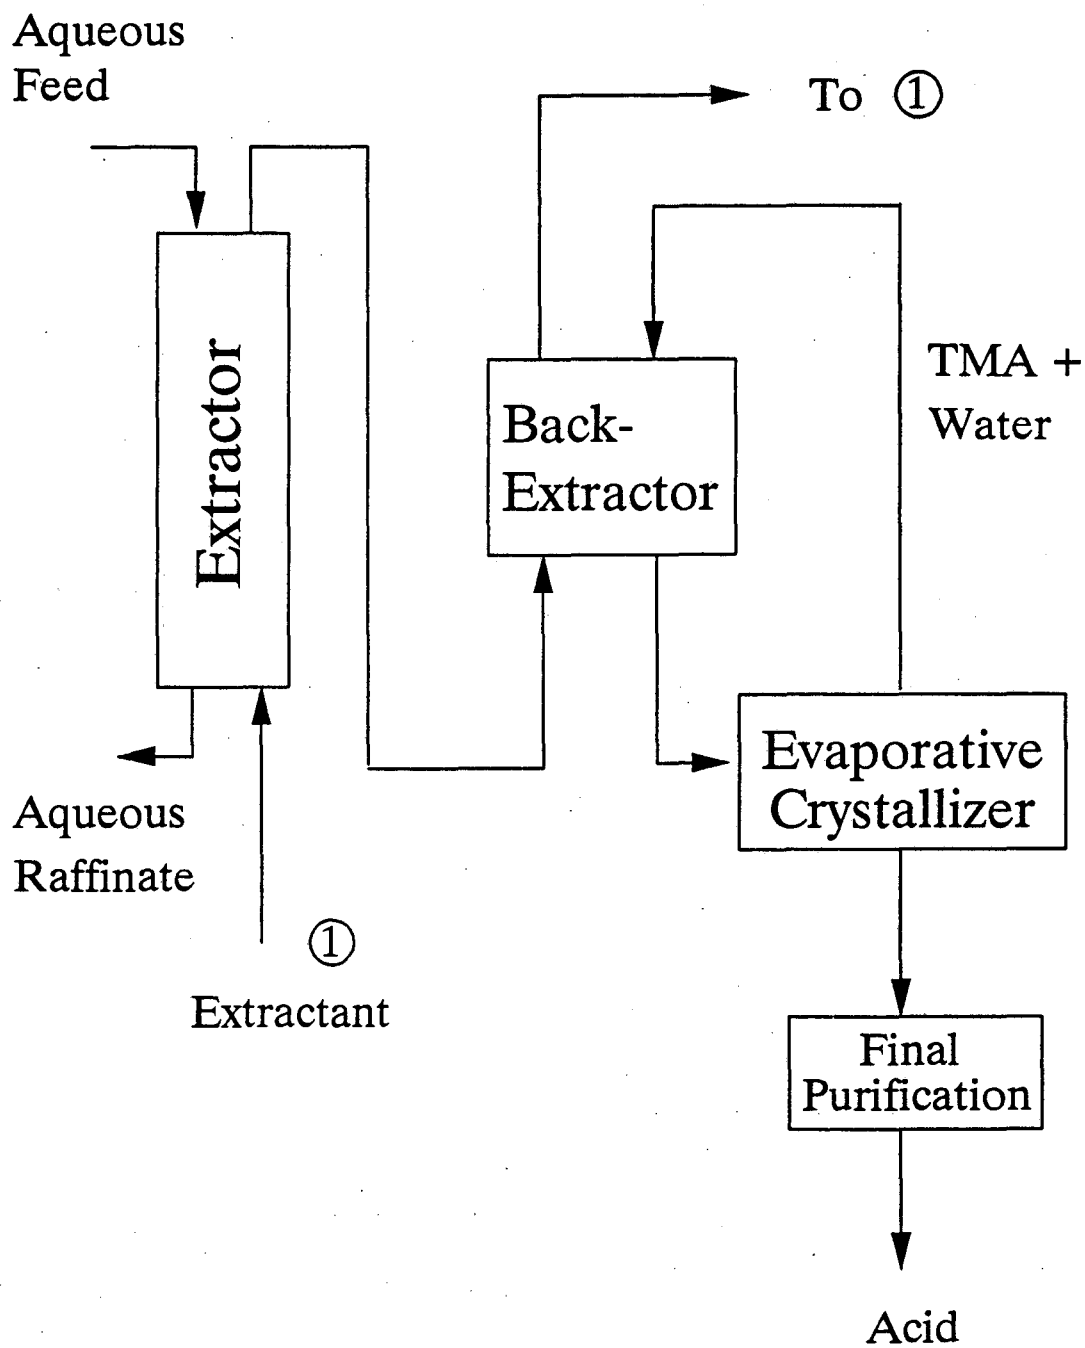 Aqueous
Feed
To ①
Extractor
Back-
Extractor
TMA +
Water
Evaporative
Crystallizer
Aqueous
Raffinate
①
Extractant
Final
Purification
Acid